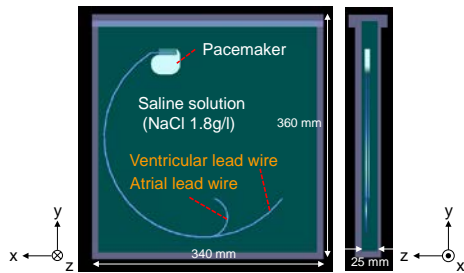 Pacemaker
Saline solution
(NaCl 1.8g/l)
360 mm
Ventricular lead wire
Atrial lead wire
y
x
z
340 mm
25 mm
y
z
x